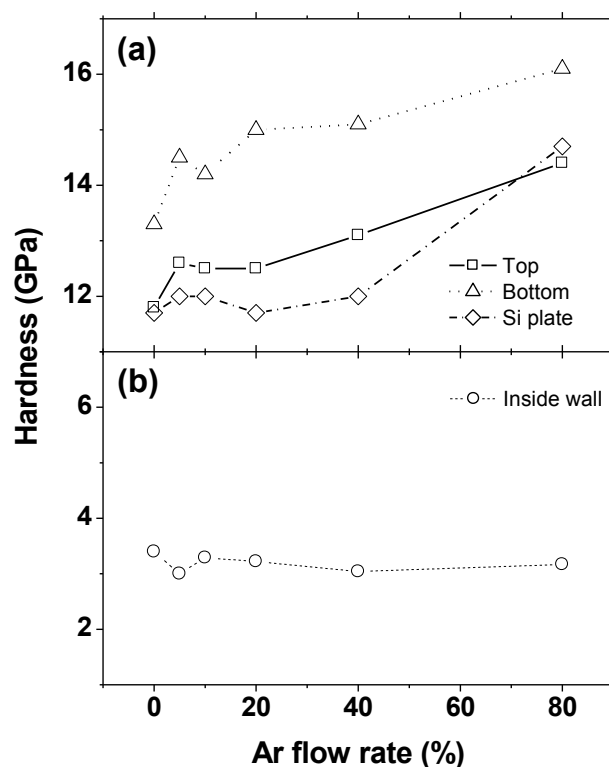 (a)
16
14
12
Top
Bottom
Si plate
Hardness (GPa)
(b)
Inside wall
6
4
2
0 20 40 60 80
Ar flow rate (%)